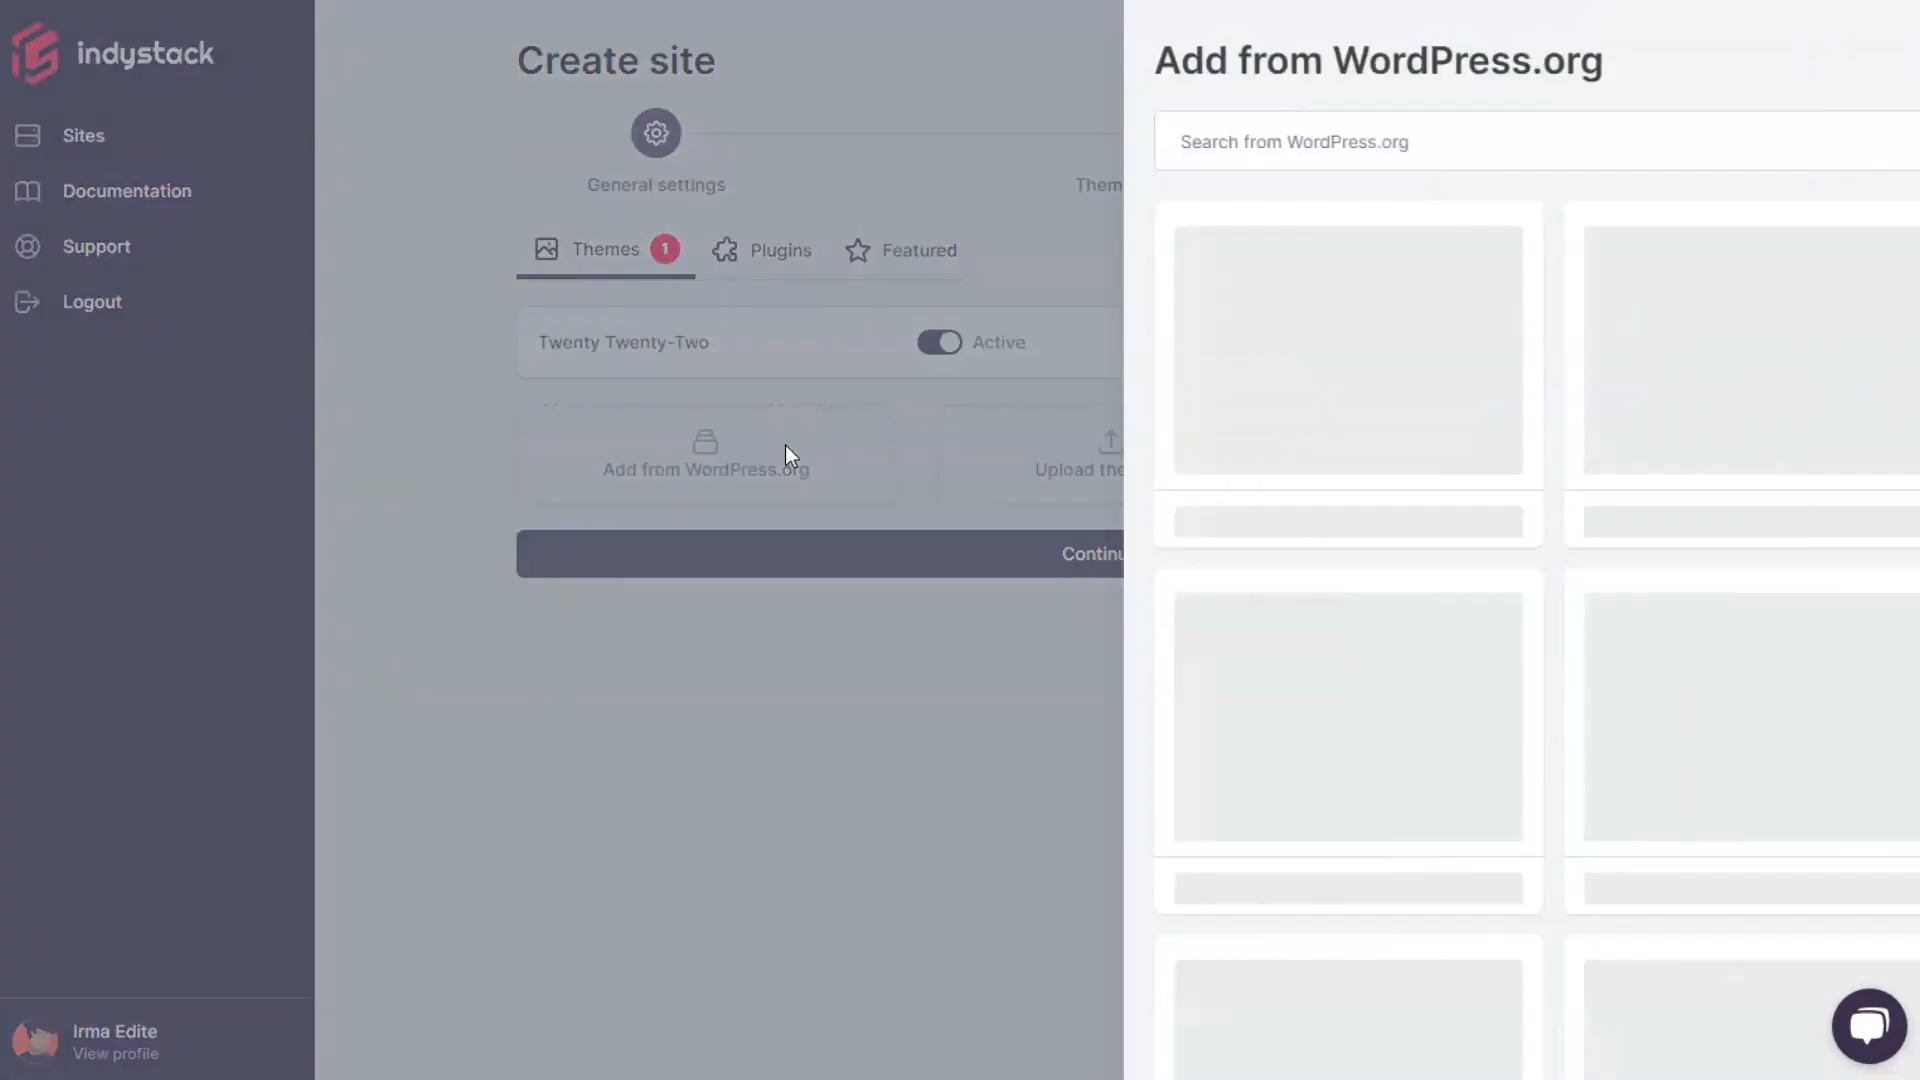 indystack
Sites
Documentation
Support
Logout
Irma Edite
View profile
Create site
General settings
Them
Themes 1
Plugins
Featured
Twenty Twenty-Two
Active
Add from WordPress.org
Upload the
Continu
Add from WordPress.org
Search from WordPress.org